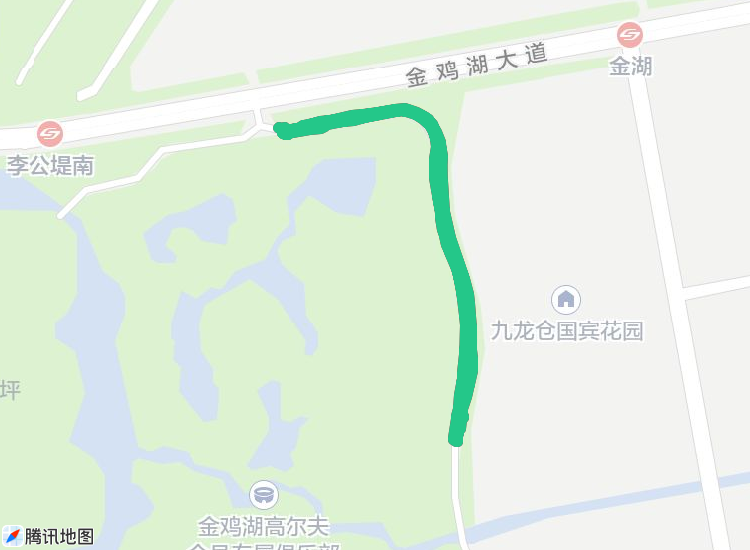 金鸡湖大道
金湖
李公堤南
九龙仓国宾花园
坪
金鸡湖高尔夫
腾讯地图